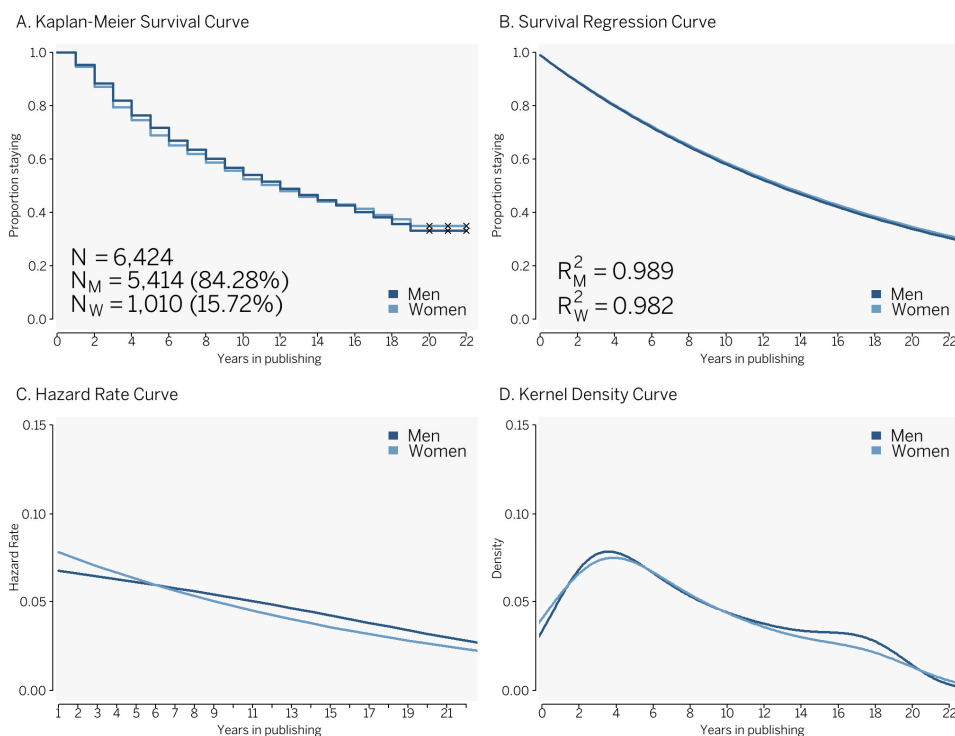 A. Kaplan-Meier Survival Curve
1.0
0.8
0.6
0.4
0.2
0.0
Proportion staying
N = 6,424
N_M = 5,414 (84.28%)
N_W = 1,010 (15.72%)
Men
Women
0 2 4 6 8 10 12 14 16 18 20 22
Years in publishing
B. Survival Regression Curve
1.0
0.8
0.6
0.4
0.2
0.0
Proportion staying
R²_M = 0.989
R²_W = 0.982
Men
Women
0 2 4 6 8 10 12 14 16 18 20 22
Years in publishing
C. Hazard Rate Curve
0.15
0.10
0.05
0.00
Hazard Rate
Men
Women
1 2 3 4 5 6 7 8 9 11 13 15 17 19 21
Years in publishing
D. Kernel Density Curve
0.15
0.10
0.05
0.00
Density
Men
Women
0 2 4 6 8 10 12 14 16 18 20 22
Years in publishing